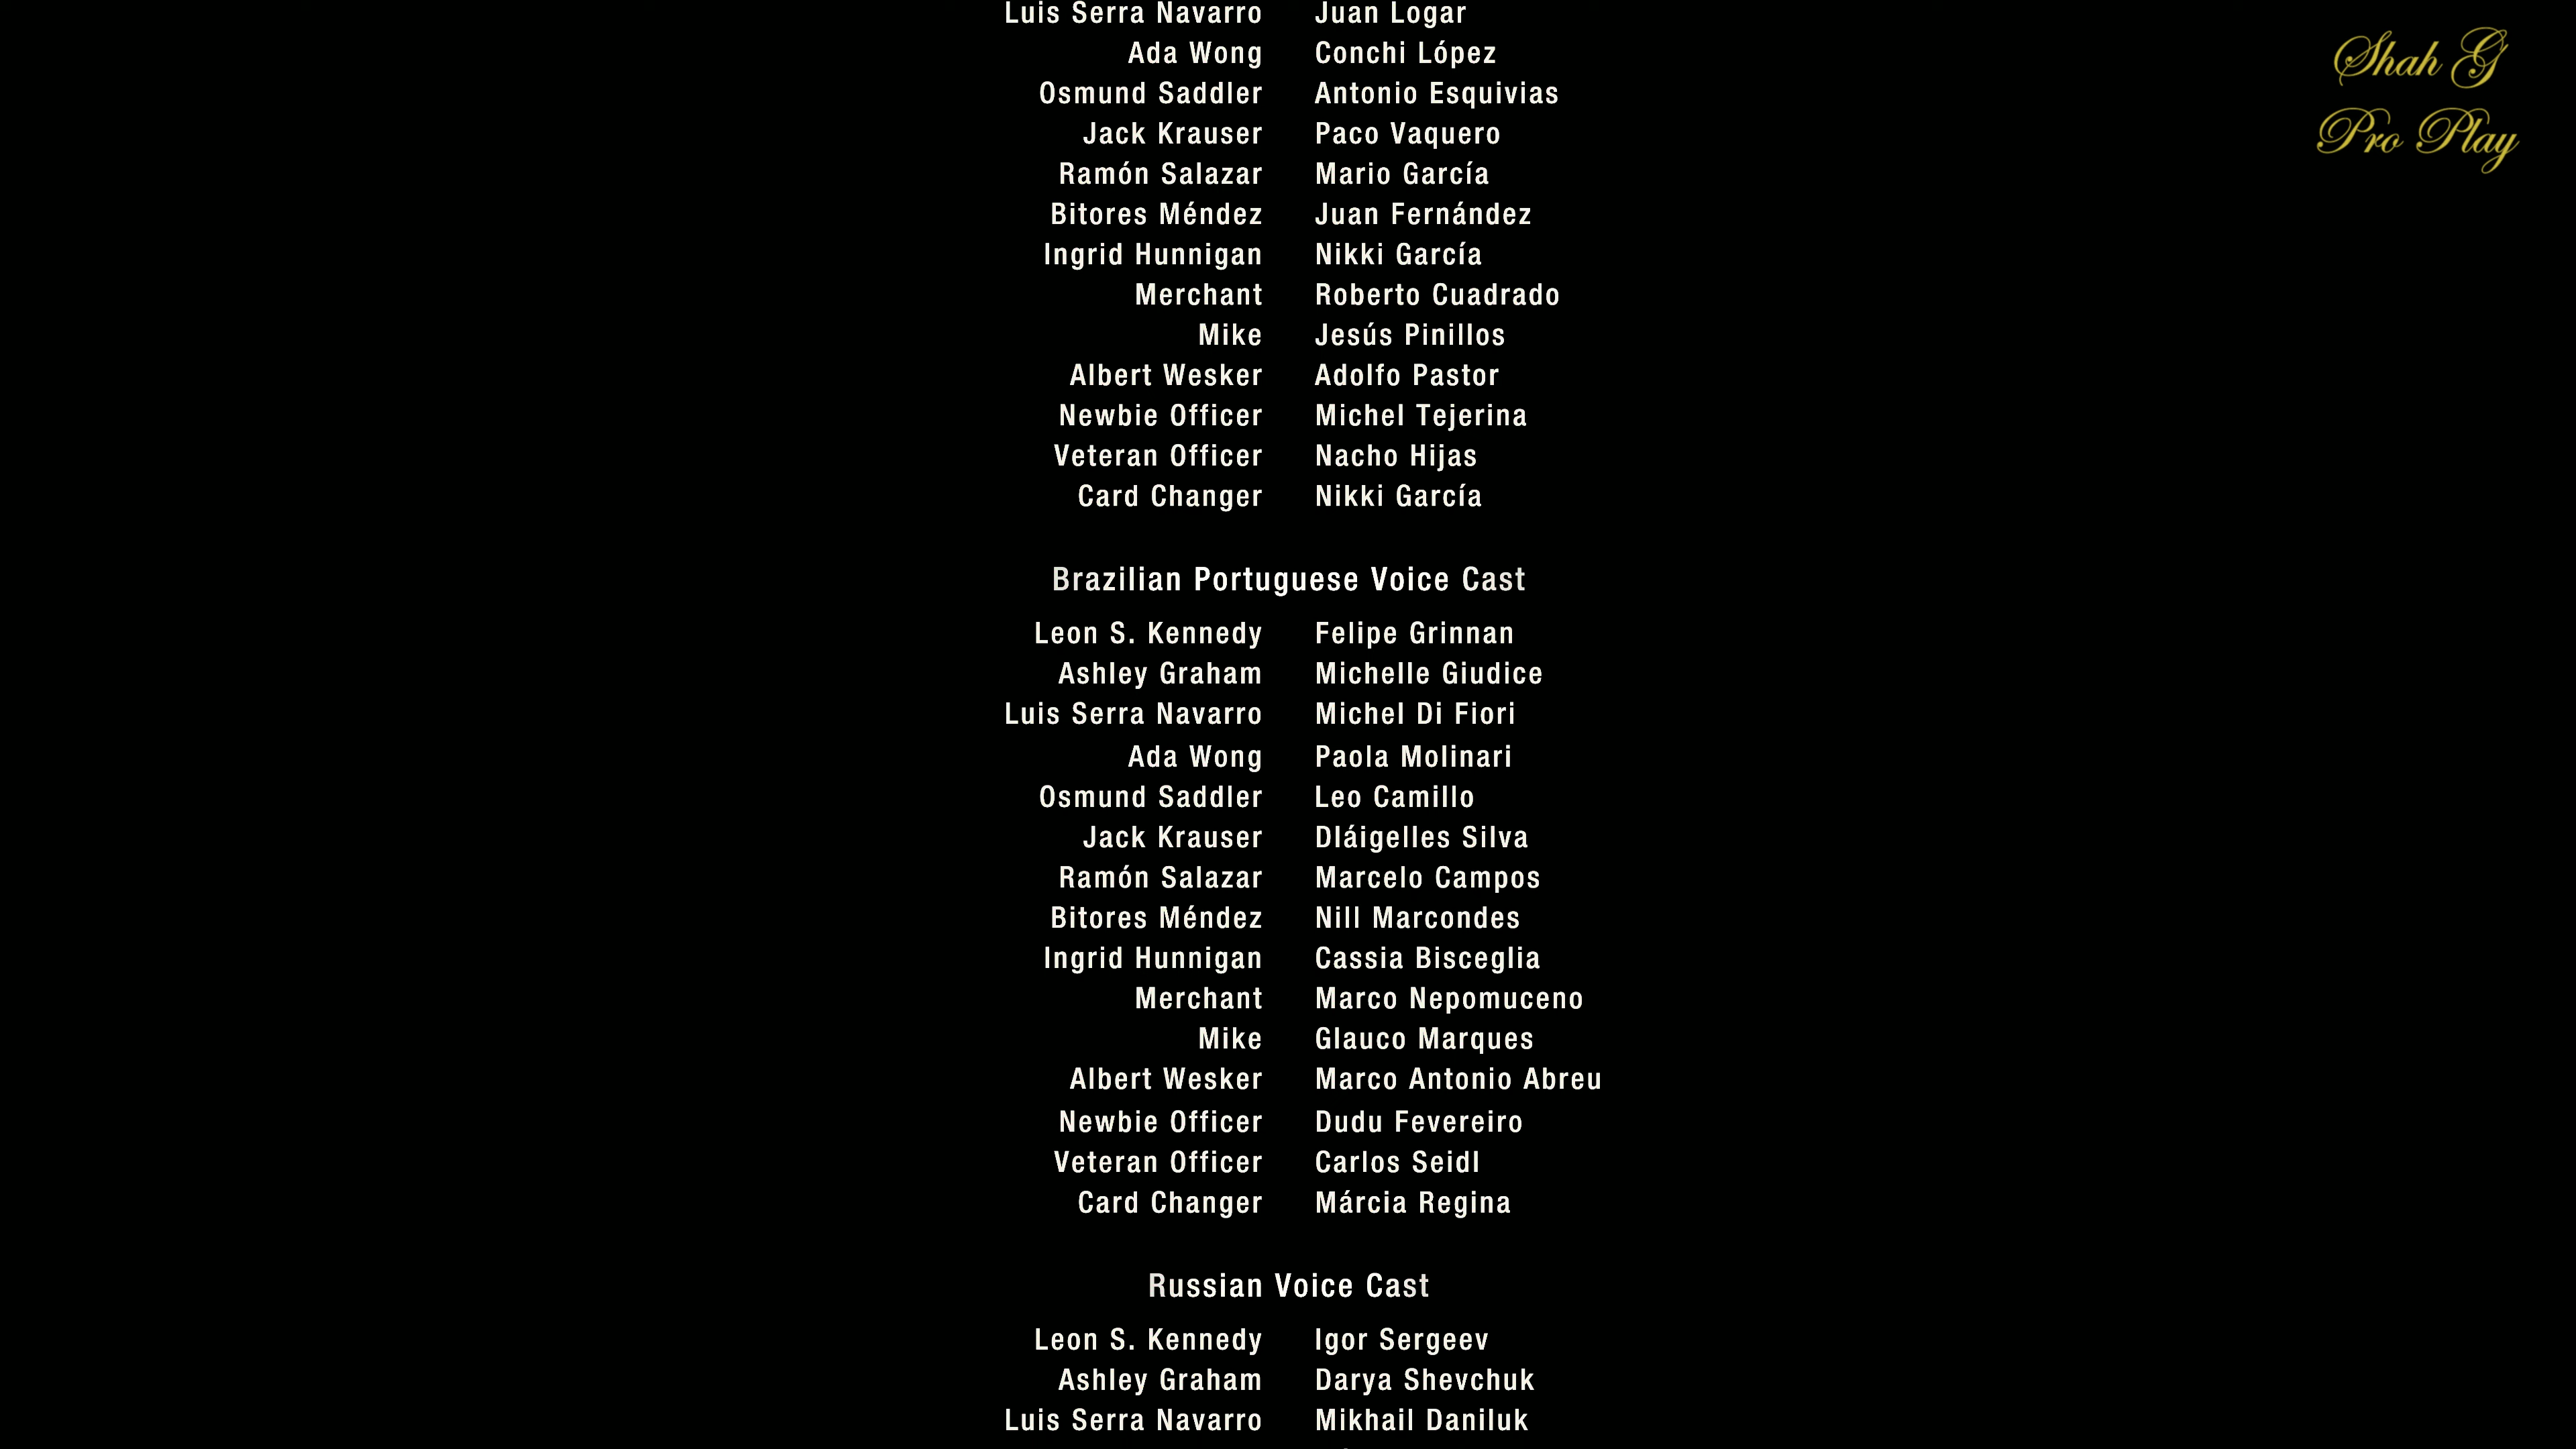 Luis Serra Navarro Juan Logar
Ada Wong Conchi López
Osmund Saddler Antonio Esquivias
Jack Krauser Paco Vaquero
Ramón Salazar Mario García
Bitores Méndez Juan Fernández
Ingrid Hunnigan Nikki García
Merchant Roberto Cuadrado
Mike Jesús Pinillos
Albert Wesker Adolfo Pastor
Newbie Officer Michel Tejerina
Veteran Officer Nacho Hijas
Card Changer Nikki García
Brazilian Portuguese Voice Cast
Leon S. Kennedy Felipe Grinnan
Ashley Graham Michelle Giudice
Luis Serra Navarro Michel Di Fiori
Ada Wong Paola Molinari
Osmund Saddler Leo Camillo
Jack Krauser Dláigelles Silva
Ramón Salazar Marcelo Campos
Bitores Méndez Nill Marcondes
Ingrid Hunnigan Cassia Bisceglia
Merchant Marco Nepomuceno
Mike Glauco Marques
Albert Wesker Marco Antonio Abreu
Newbie Officer Dudu Fevereiro
Veteran Officer Carlos Seidl
Card Changer Márcia Regina
Russian Voice Cast
Leon S. Kennedy Igor Sergeev
Ashley Graham Darya Shevchuk
Luis Serra Navarro Mikhail Daniluk
Shah G
Pro Play